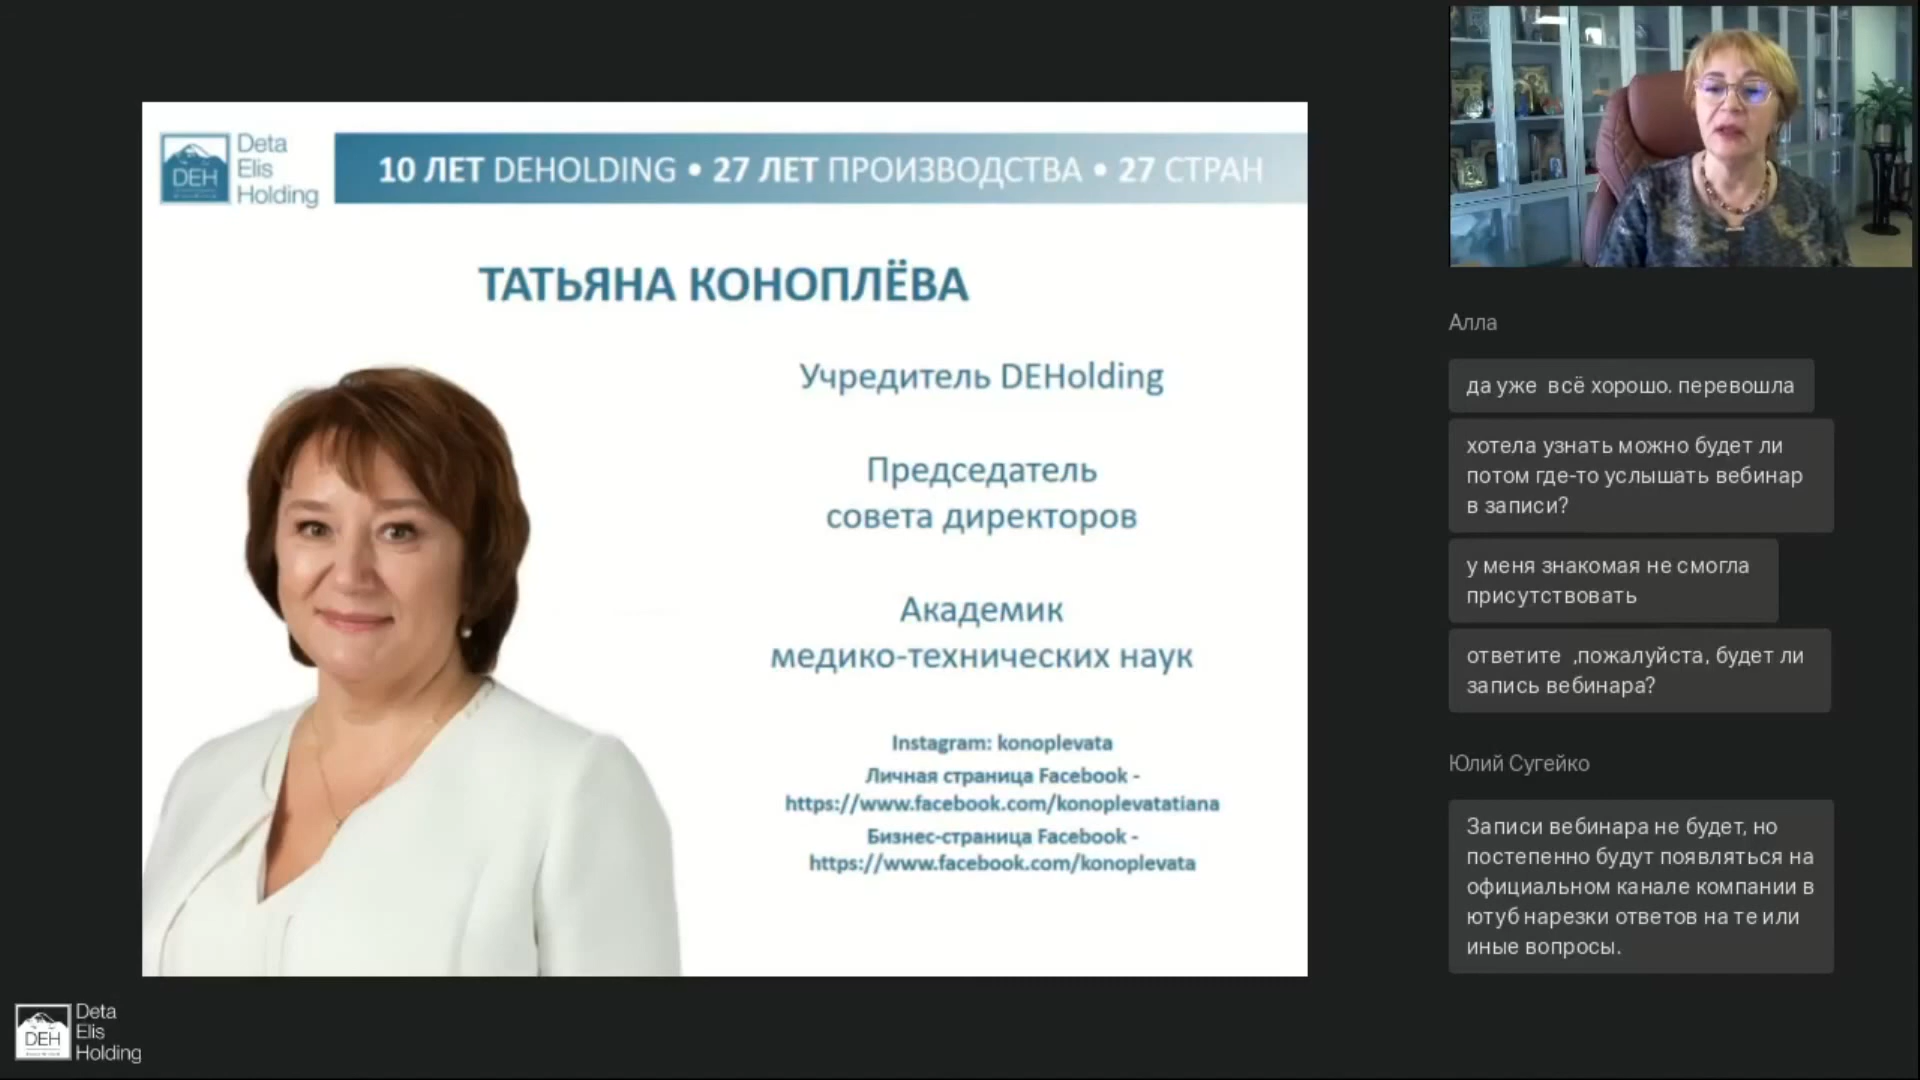 Deta
Elis
Holding
DEH
10 ЛЕТ DEHOLDING • 27 ЛЕТ ПРОИЗВОДСТВА • 27 СТРАН
ТАТЬЯНА КОНОПЛЁВА
Учредитель DEHolding
Председатель
совета директоров
Академик
медико-технических наук
Instagram: konoplevata
Личная страница Facebook -
https://www.facebook.com/konoplevatatiana
Бизнес-страница Facebook -
https://www.facebook.com/konoplevata
Алла
да уже всё хорошо. перевошла
хотела узнать можно будет ли
потом где-то услышать вебинар
в записи?
у меня знакомая не смогла
присутствовать
ответите ,пожалуйста, будет ли
запись вебинара?
Юлий Сугейко
Записи вебинара не будет, но
постепенно будут появляться на
официальном канале компании в
ютуб нарезки ответов на те или
иные вопросы.
Deta
Elis
Holding
DEH